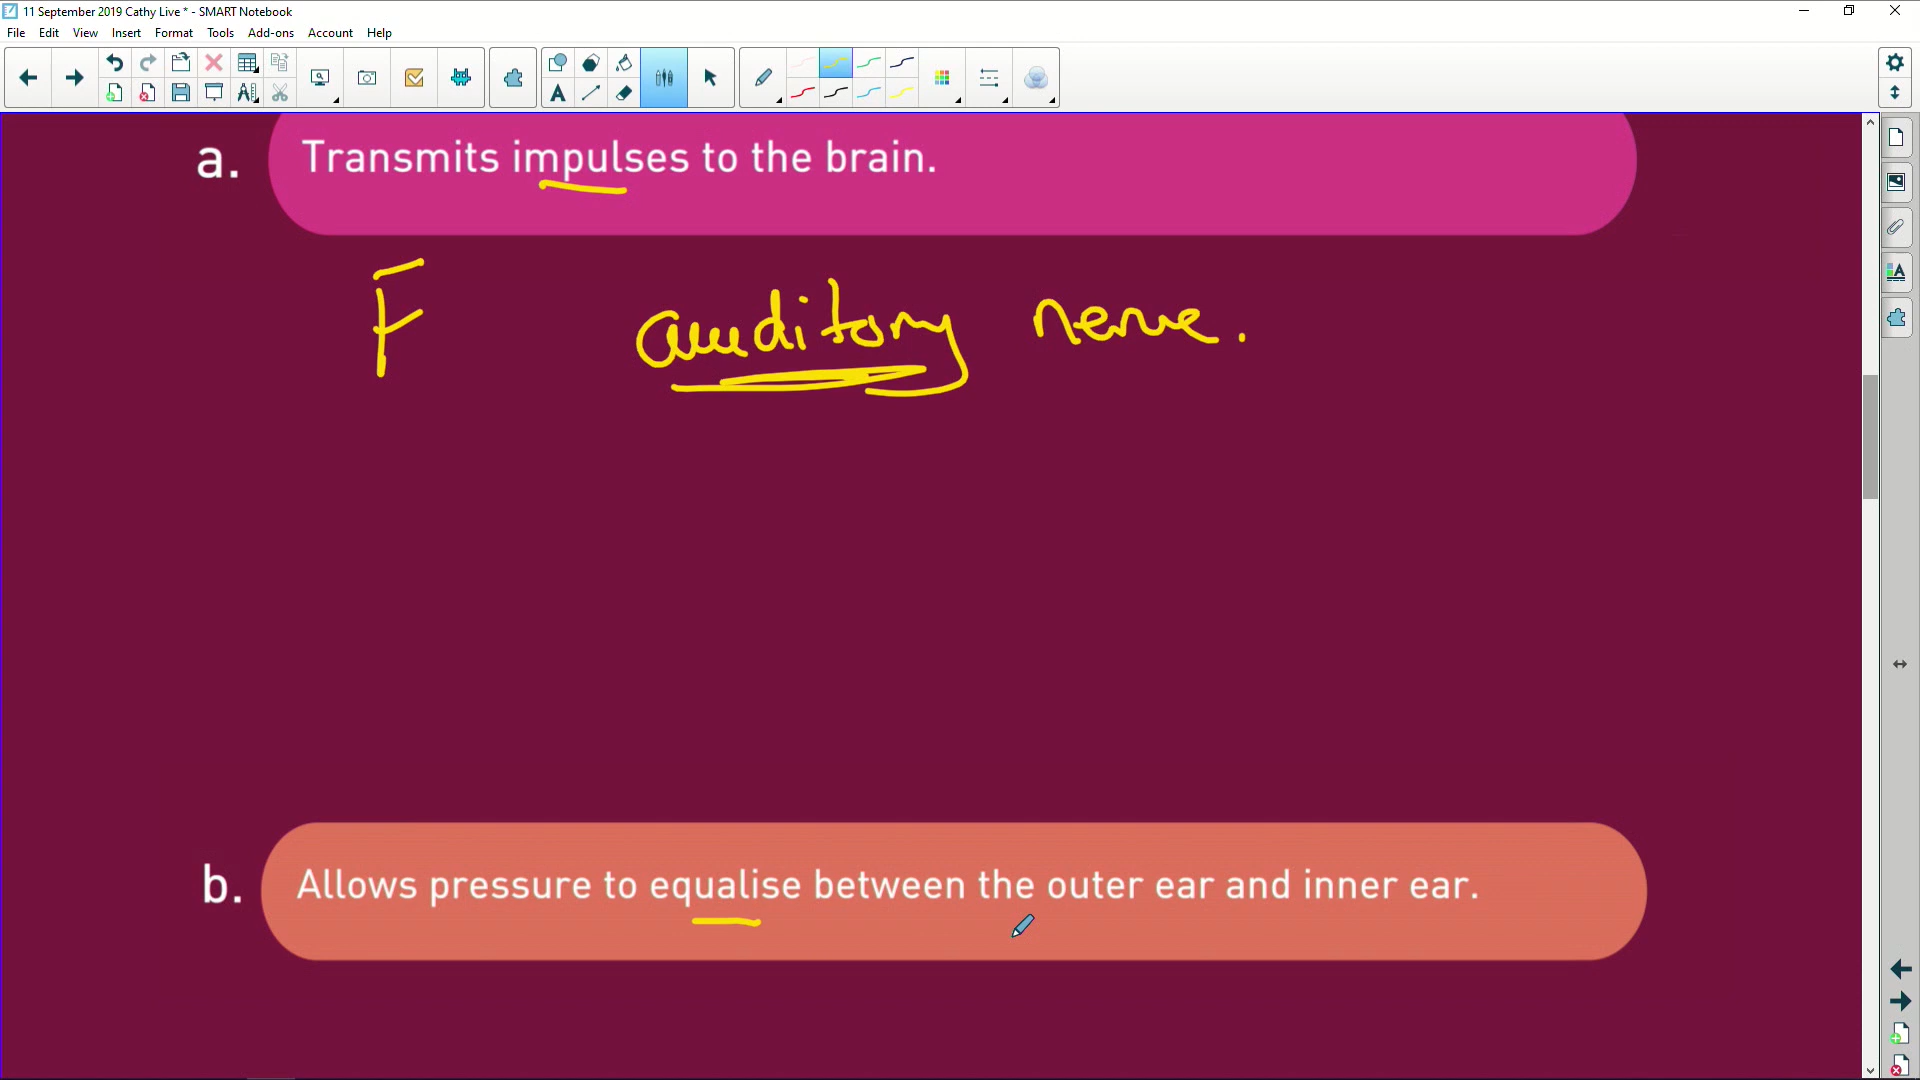 11 September 2019 Cathy Live * - SMART Notebook
File Edit View Insert Format Tools Add-ons Account Help
a. Transmits impulses to the brain.
F auditory nerve.
b. Allows pressure to equalise between the outer ear and inner ear.